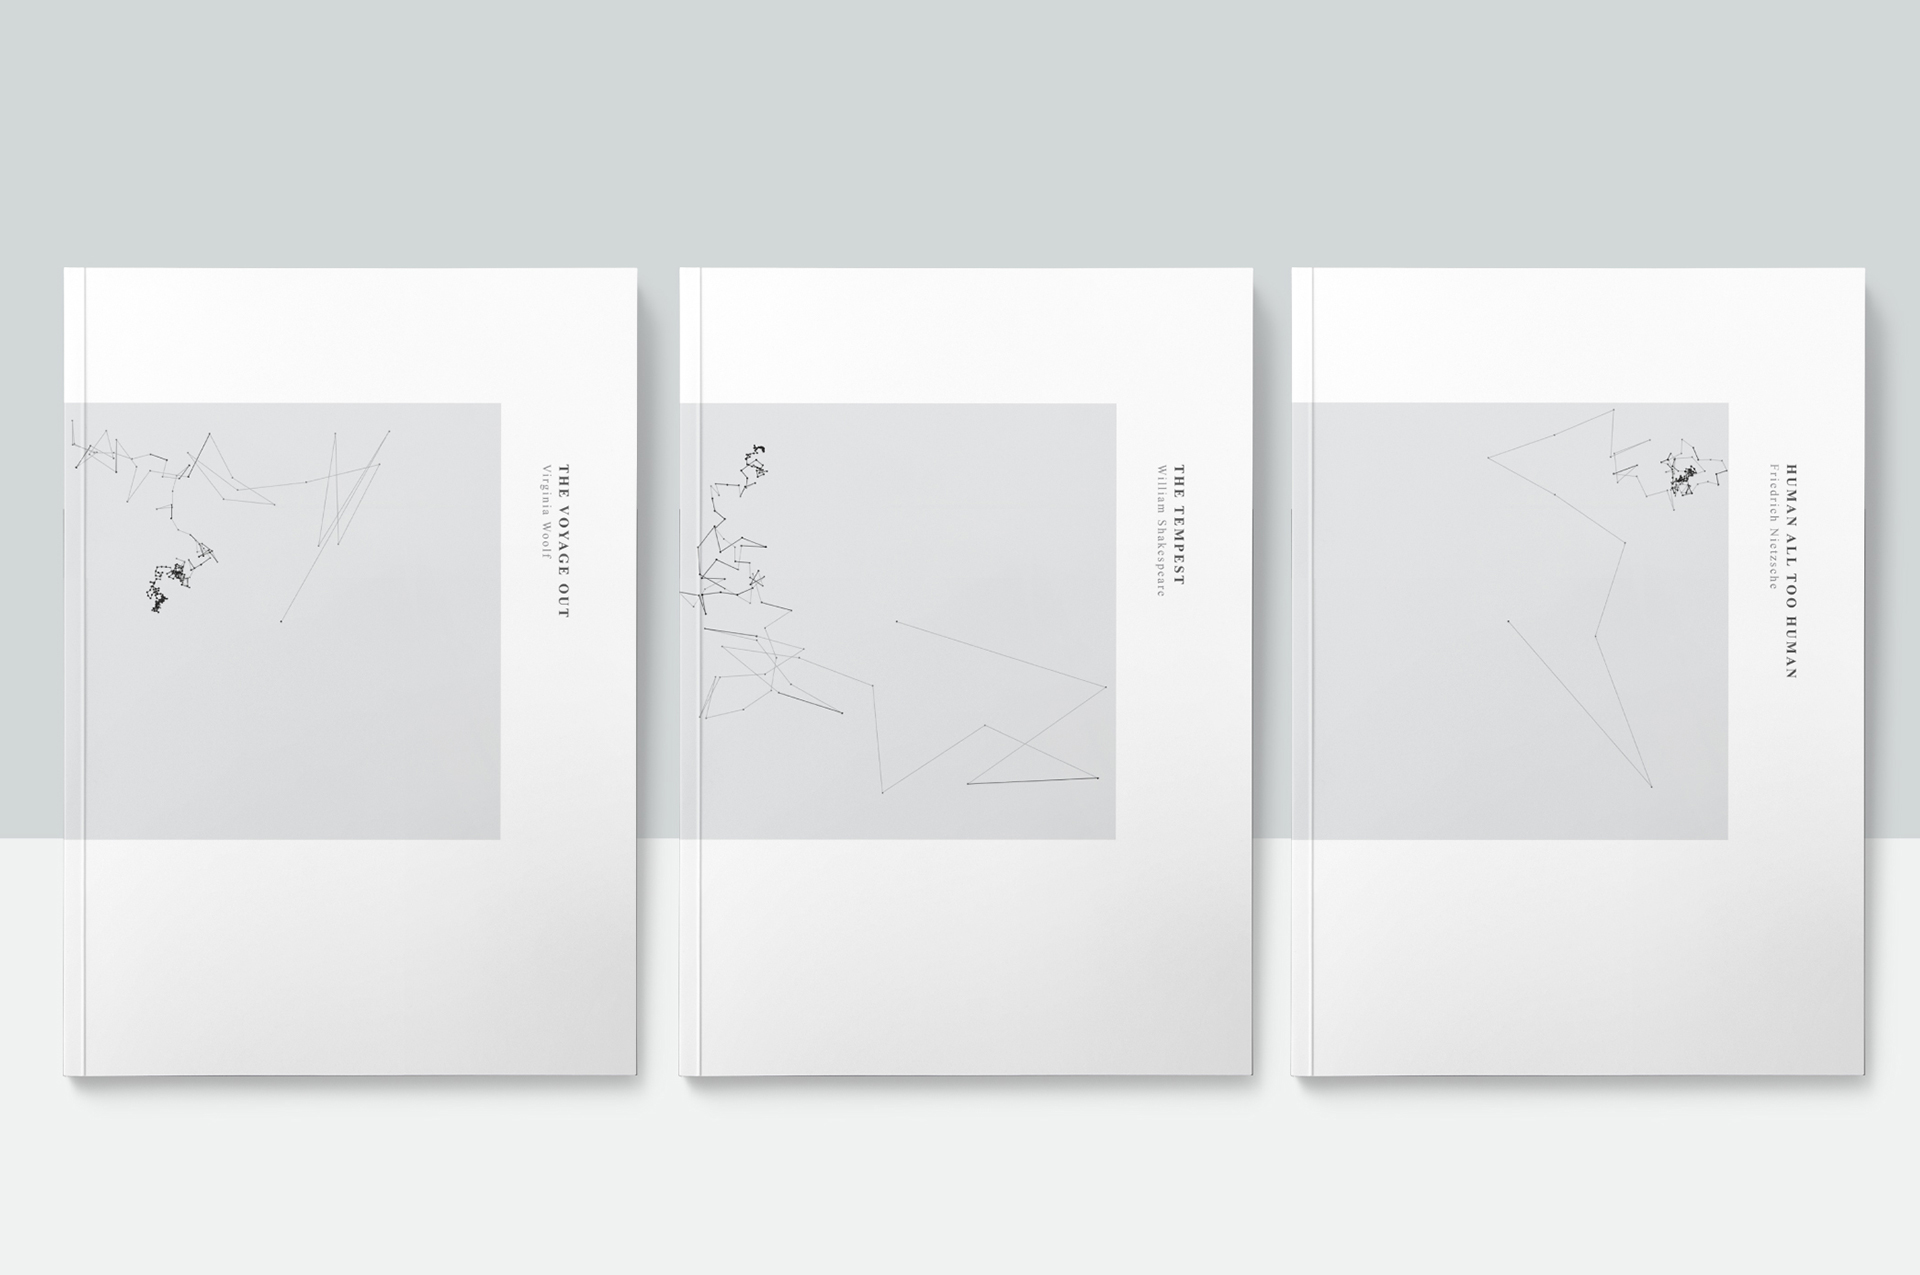 THE VOYAGE OUT
Virginia Woolf
THE TEMPEST
William Shakespeare
HUMAN ALL TOO HUMAN
Friedrich Nietzsche